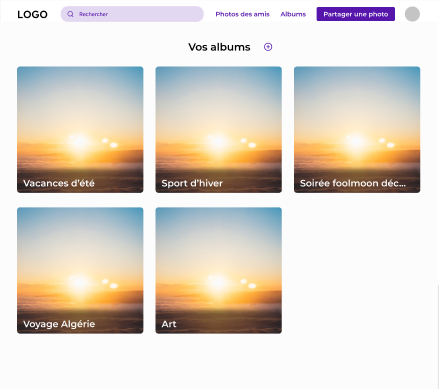 LOGO
Rechercher
Photos des amis
Albums
Partager une photo
Vos albums
Vacances d'été
Sport d'hiver
Soirée foolmoon déc...
Voyage Algérie
Art